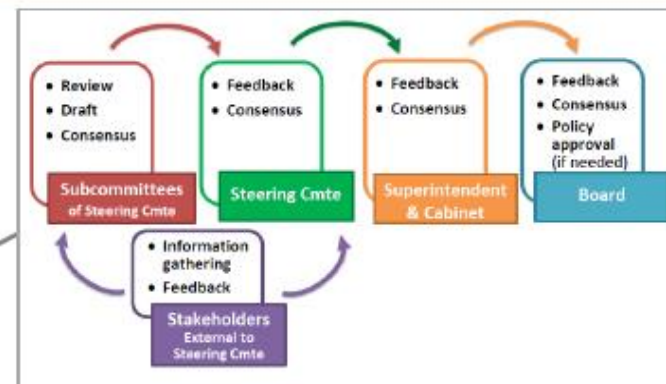 • Review
• Draft
• Consensus
Subcommittees
of Steering Cmte
• Feedback
• Consensus
Steering Cmte
• Feedback
• Consensus
Superintendent
& Cabinet
• Feedback
• Consensus
• Policy
approval
(if needed)
Board
• Information
gathering
• Feedback
Stakeholders
External to
Steering Cmte